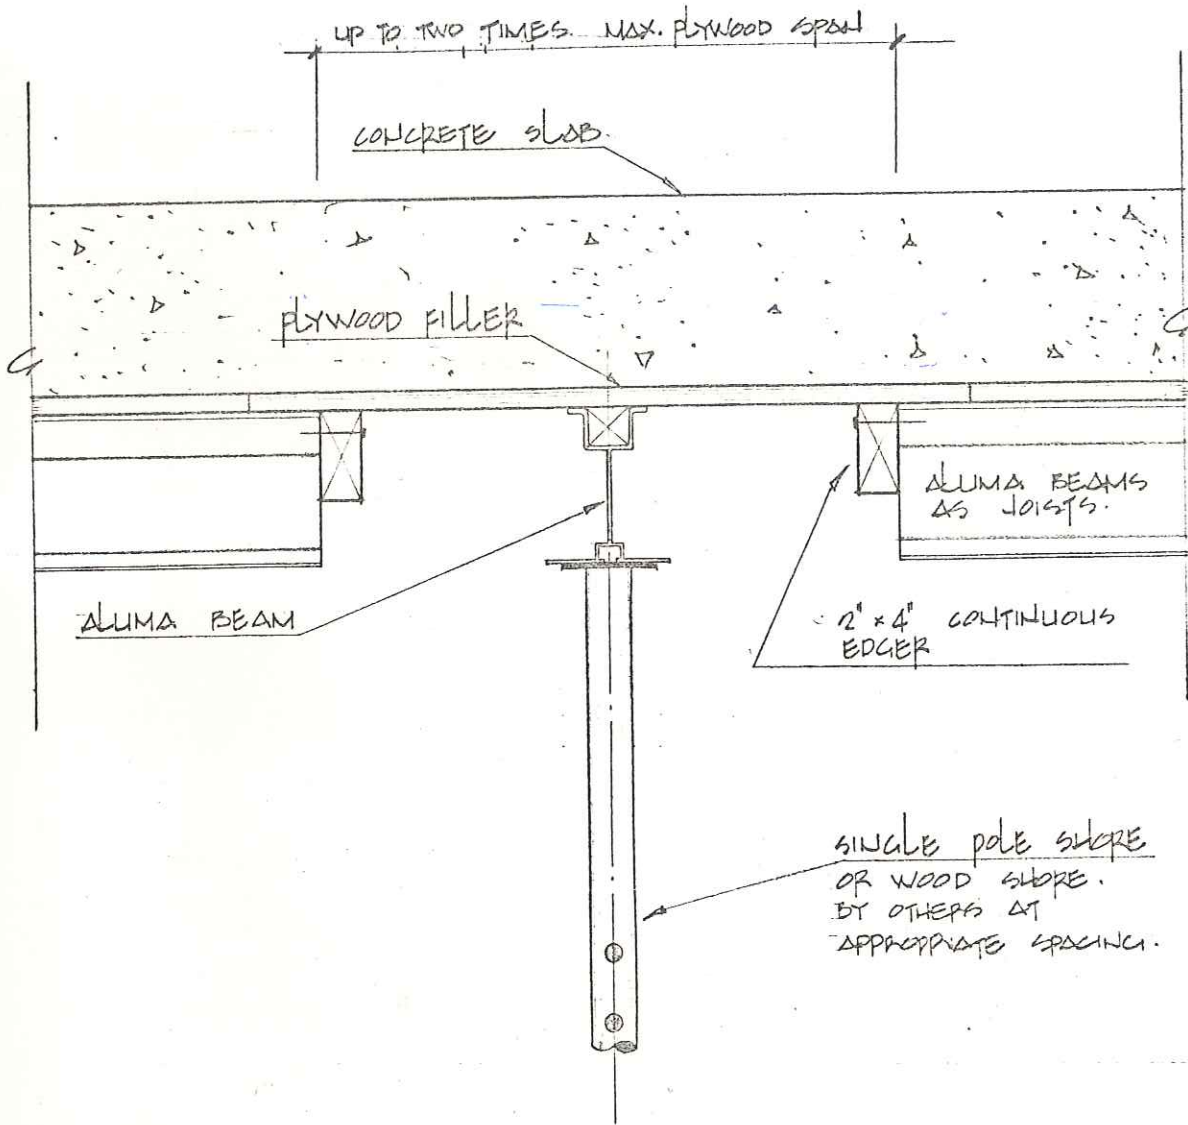 UP TO TWO TIMES. MAX. PLYWOOD SPAN
CONCRETE SLAB.
PLYWOOD FILLER
ALUMA BEAMS
AS JOISTS.
ALUMA BEAM
2" x 4" CONTINUOUS
EDGER
SINGLE POLE SHORE
OR WOOD SHORE.
BY OTHERS AT
APPROPRIATE SPACING.